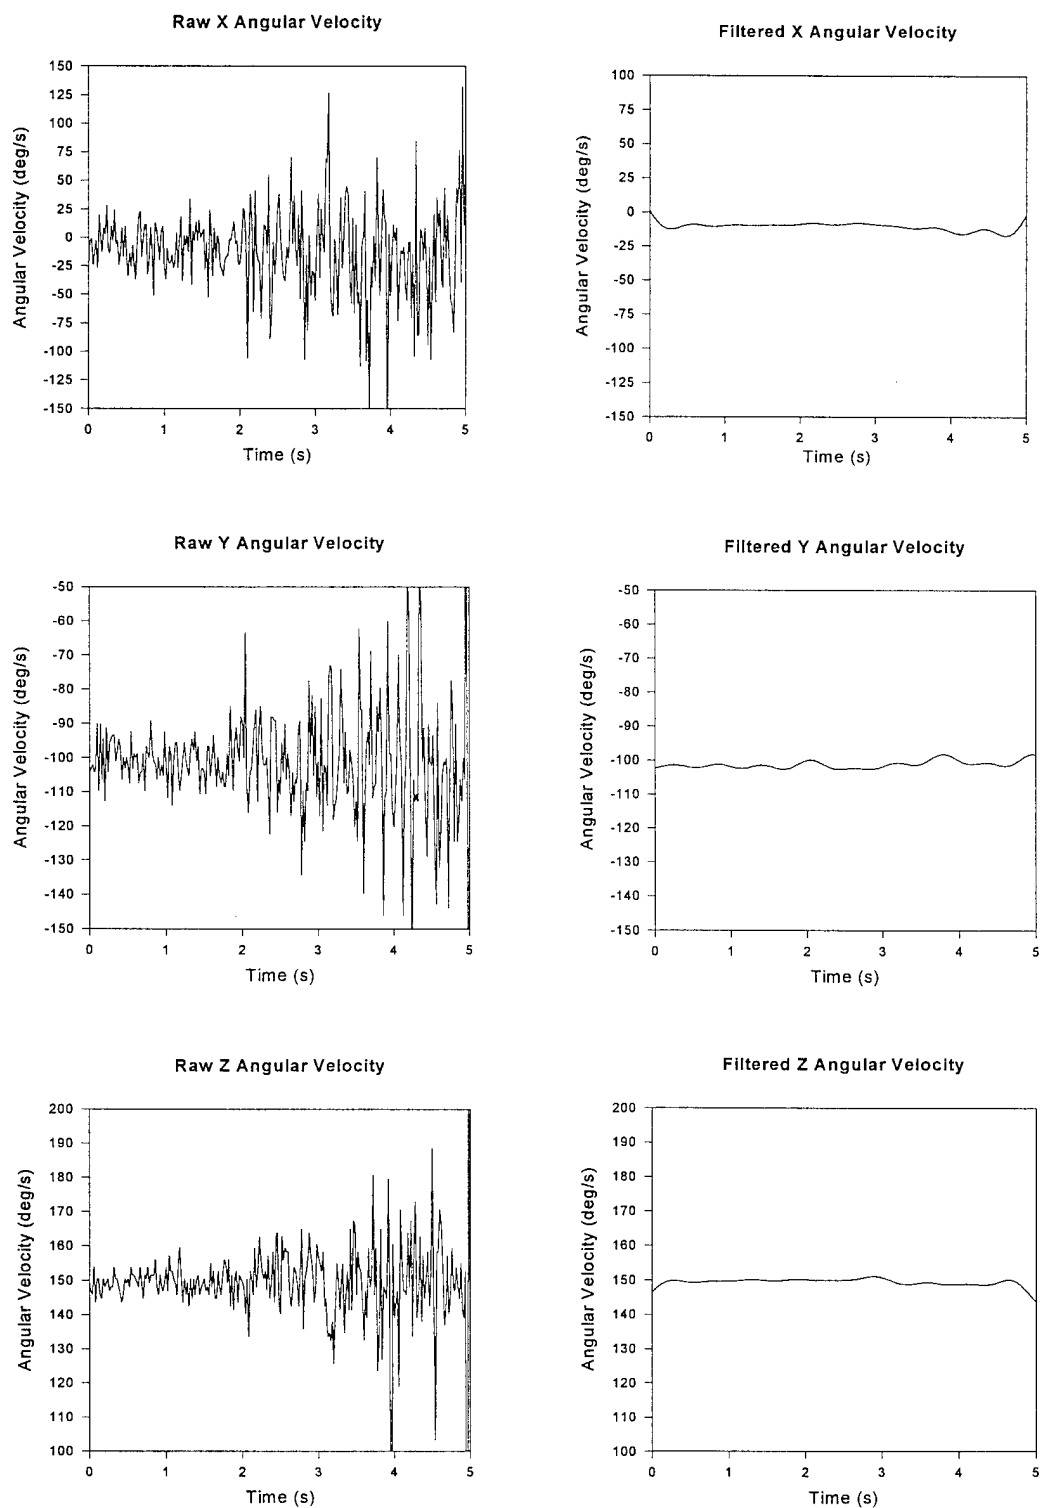 Raw X Angular Velocity
150
125
100
75
50
25
0
-25
-50
-75
-100
-125
-150
Angular Velocity (deg/s)
0 1 2 3 4 5
Time (s)
Filtered X Angular Velocity
100
75
50
25
0
-25
-50
-75
-100
-125
-150
Angular Velocity (deg/s)
0 1 2 3 4 5
Time (s)
Raw Y Angular Velocity
-50
-60
-70
-80
-90
-100
-110
-120
-130
-140
-150
Angular Velocity (deg/s)
0 1 2 3 4 5
Time (s)
Filtered Y Angular Velocity
-50
-60
-70
-80
-90
-100
-110
-120
-130
-140
-150
Angular Velocity (deg/s)
0 1 2 3 4 5
Time (s)
Raw Z Angular Velocity
200
190
180
170
160
150
140
130
120
110
100
Angular Velocity (deg/s)
0 1 2 3 4 5
Time (s)
Filtered Z Angular Velocity
200
190
180
170
160
150
140
130
120
110
100
Angular Velocity (deg/s)
0 1 2 3 4 5
Time (s)